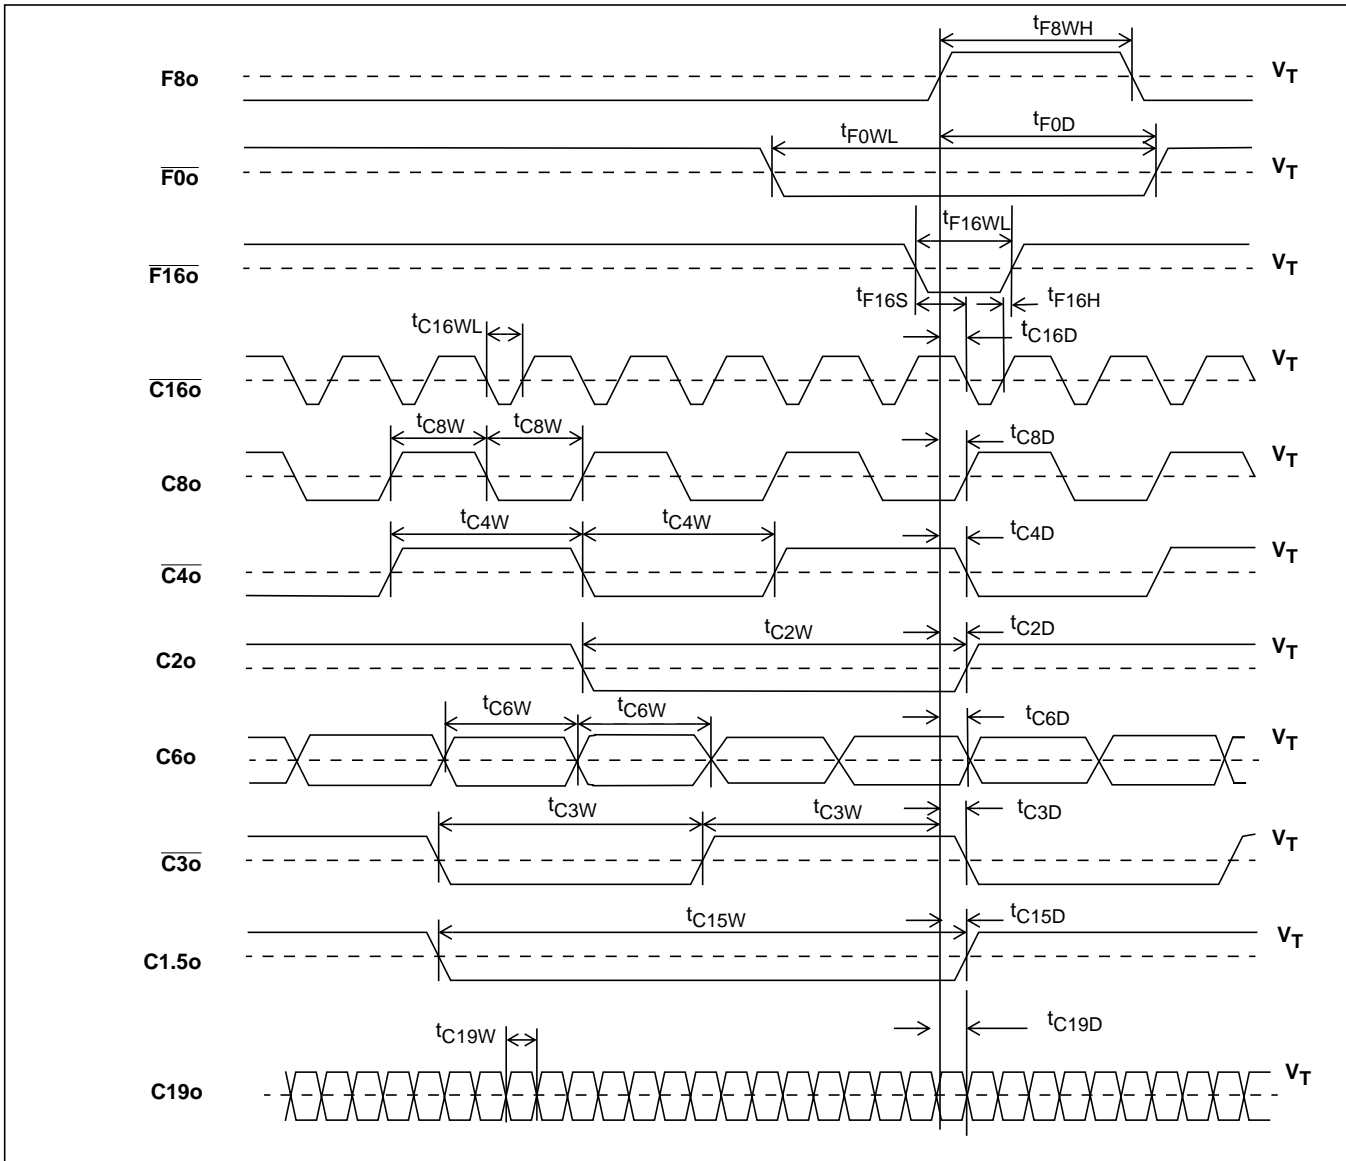 tF8WH
F8o VT
tF0WL tF0D
F0o VT
tF16WL
F16o VT
tF16S tF16H
tC16WL tC16D
C16o VT
tC8W tC8W tC8D
C8o VT
tC4W tC4W tC4D
C4o VT
tC2W tC2D
C2o VT
tC6W tC6W tC6D
C6o VT
tC3W tC3W tC3D
C3o VT
tC15W tC15D
C1.5o VT
tC19W tC19D
C19o VT